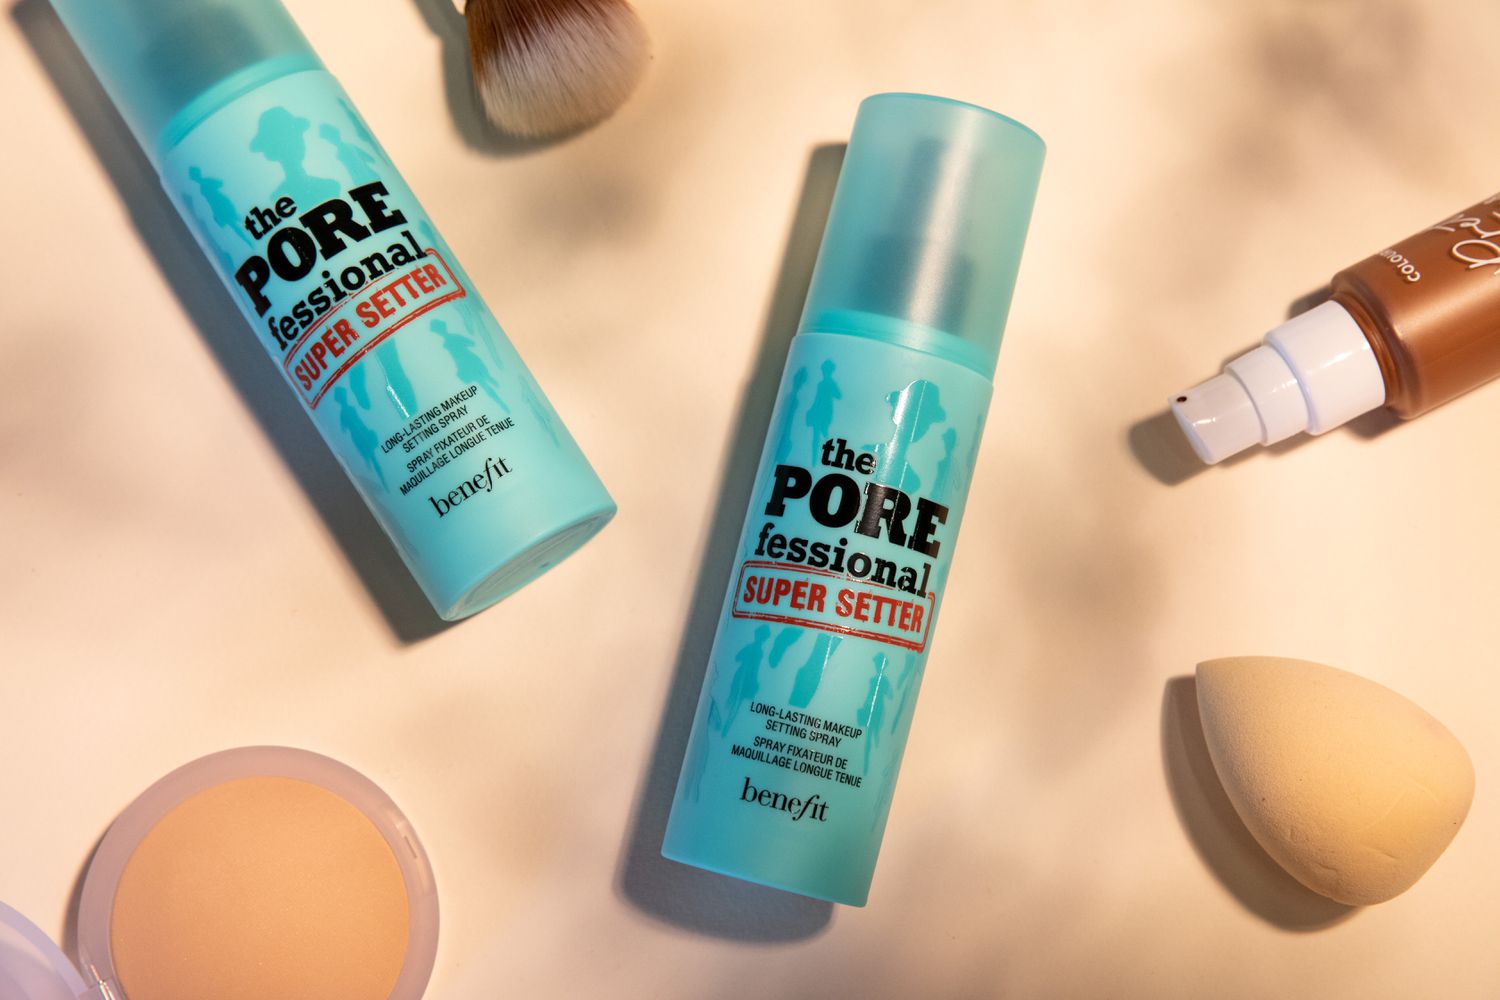 the
PORE
fessional
SUPER SETTER
LONG-LASTING MAKEUP
SETTING SPRAY
SPRAY FIXATEUR DE
MAQUILLAGE LONGUE TENUE
benefit
the
PORE
fessional
SUPER SETTER
LONG-LASTING MAKEUP
SETTING SPRAY
SPRAY FIXATEUR DE
MAQUILLAGE LONGUE TENUE
benefit